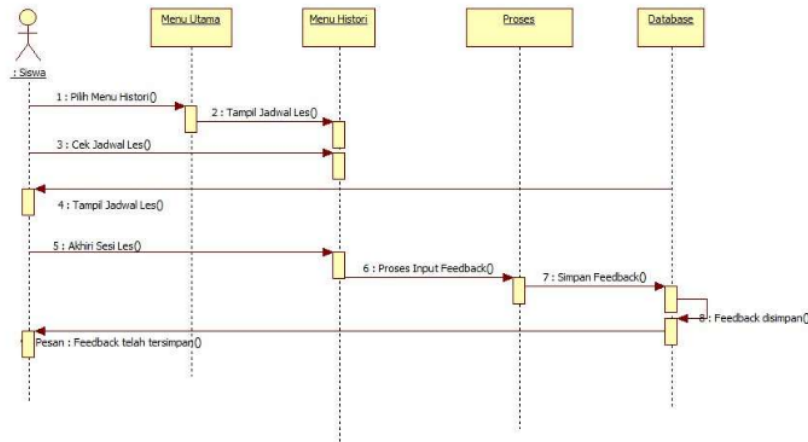 : Siswa
Menu Utama
Menu Histori
Proses
Database
1 : Pilih Menu Histori()
2 : Tampil Jadwal Les()
3 : Cek Jadwal Les()
4 : Tampil Jadwal Les()
5 : Akhiri Sesi Les()
6 : Proses Input Feedback()
7 : Simpan Feedback()
8 : Feedback disimpan()
Pesan : Feedback telah tersimpan()